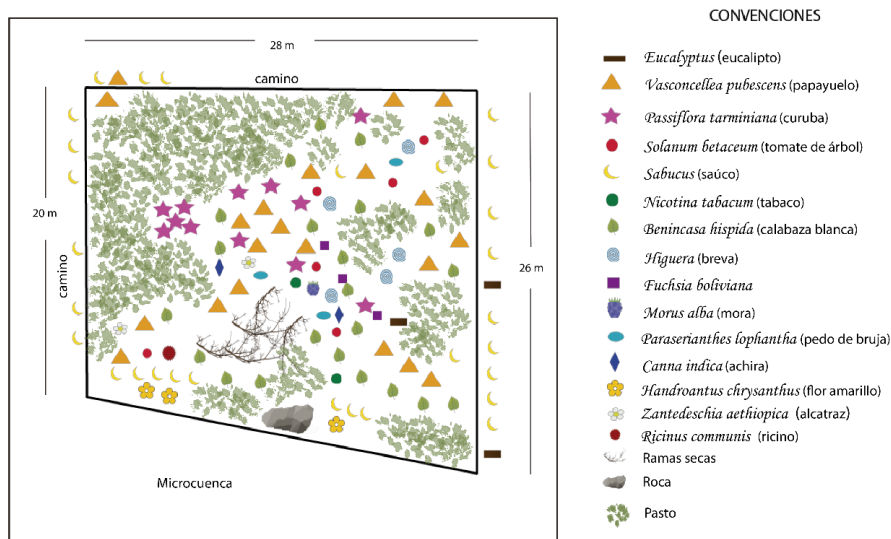 CONVENCIONES
28 m
camino
20 m
camino
26 m
Microcuenca
Eucalyptus (eucalipto)
Vasconcellea pubescens (papayuelo)
Passiflora tarminiana (curuba)
Solanum betaceum (tomate de árbol)
Sabucus (saúco)
Nicotina tabacum (tabaco)
Benincasa hispida (calabaza blanca)
Higuera (breva)
Fuchsia boliviana
Morus alba (mora)
Paraserianthes lophantha (pedo de bruja)
Canna indica (achira)
Handroantus chrysanthus (flor amarillo)
Zantedeschia aethiopica (alcatraz)
Ricinus communis (ricino)
Ramas secas
Roca
Pasto